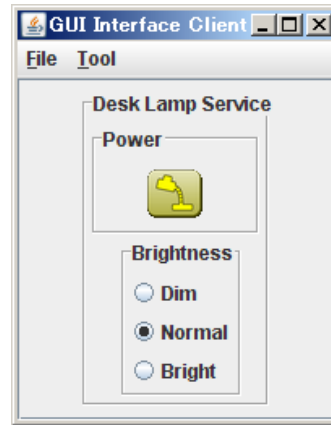 GUI Interface Client
File Tool
Desk Lamp Service
Power
Brightness
Dim
Normal
Bright